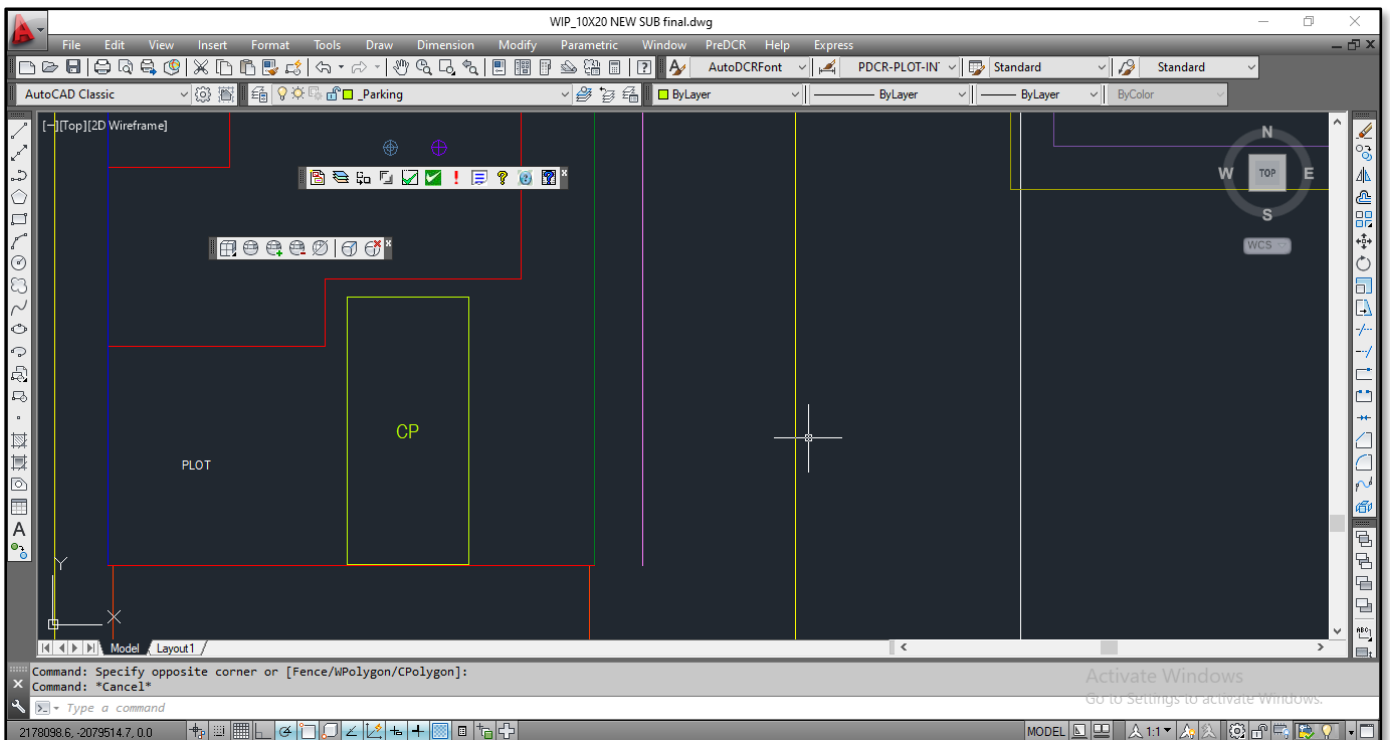 WIP_10X20 NEW SUB final.dwg
File Edit View Insert Format Tools Draw Dimension Modify Parametric Window PreDCR Help Express
AutoDCRFont PDCR-PLOT-IN Standard Standard
AutoCAD Classic _Parking ByLayer ByLayer ByLayer ByColor
[-][Top][2D Wireframe]
N
W TOP E
S
WCS
CP
PLOT
Y
X
Model Layout1
Command: Specify opposite corner or [Fence/WPolygon/CPolygon]:
Command: *Cancel*
Type a command
Activate Windows
Go to Settings to activate Windows.
2178098.6, -2079514.7, 0.0 MODEL 1:1